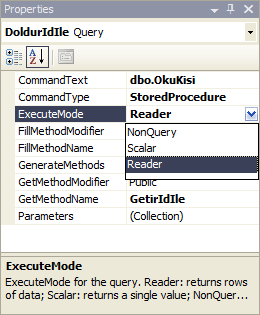 Properties
DoldurIdIle Query
CommandText dbo.OkuKisi
CommandType StoredProcedure
ExecuteMode Reader
FillMethodModifier NonQuery
FillMethodName Scalar
GenerateMethods Reader
GetMethodModifier Public
GetMethodName GetirIdIle
Parameters (Collection)
ExecuteMode
ExecuteMode for the query. Reader: returns rows
of data; Scalar: returns a single value; NonQuer...